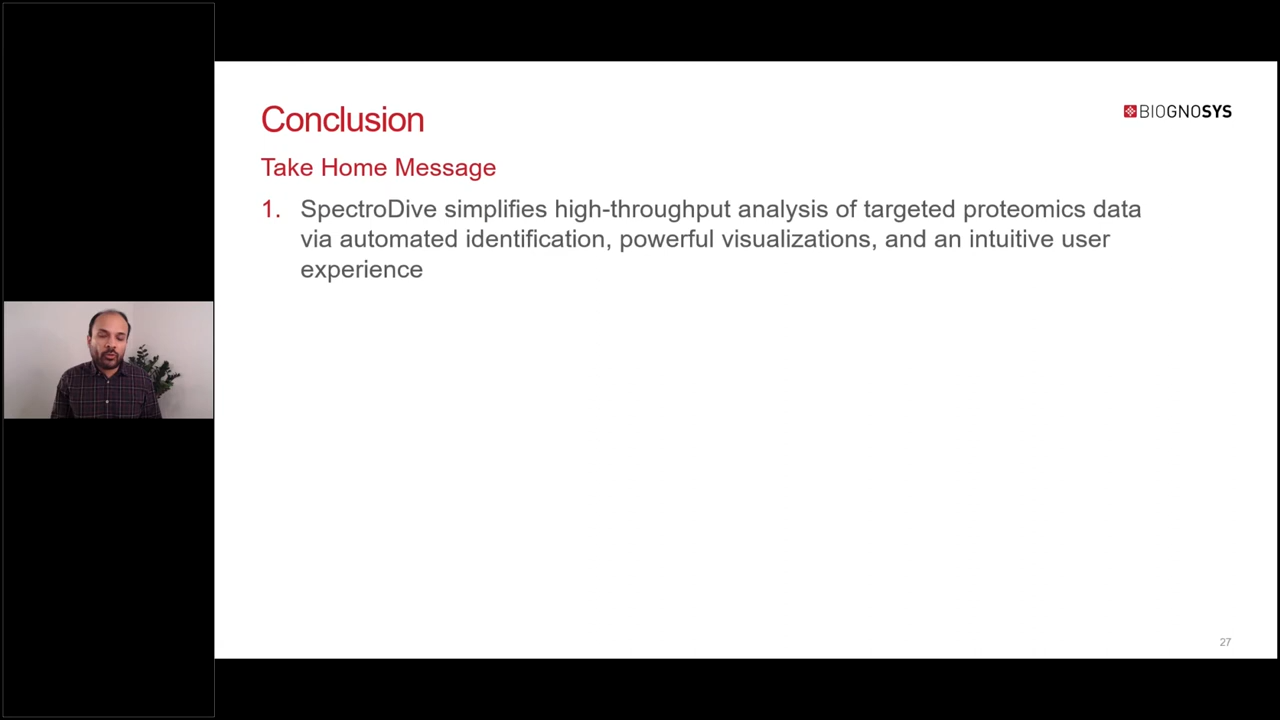 Conclusion
BIOGNOSYS
Take Home Message
1. SpectroDive simplifies high-throughput analysis of targeted proteomics data
via automated identification, powerful visualizations, and an intuitive user
experience
27